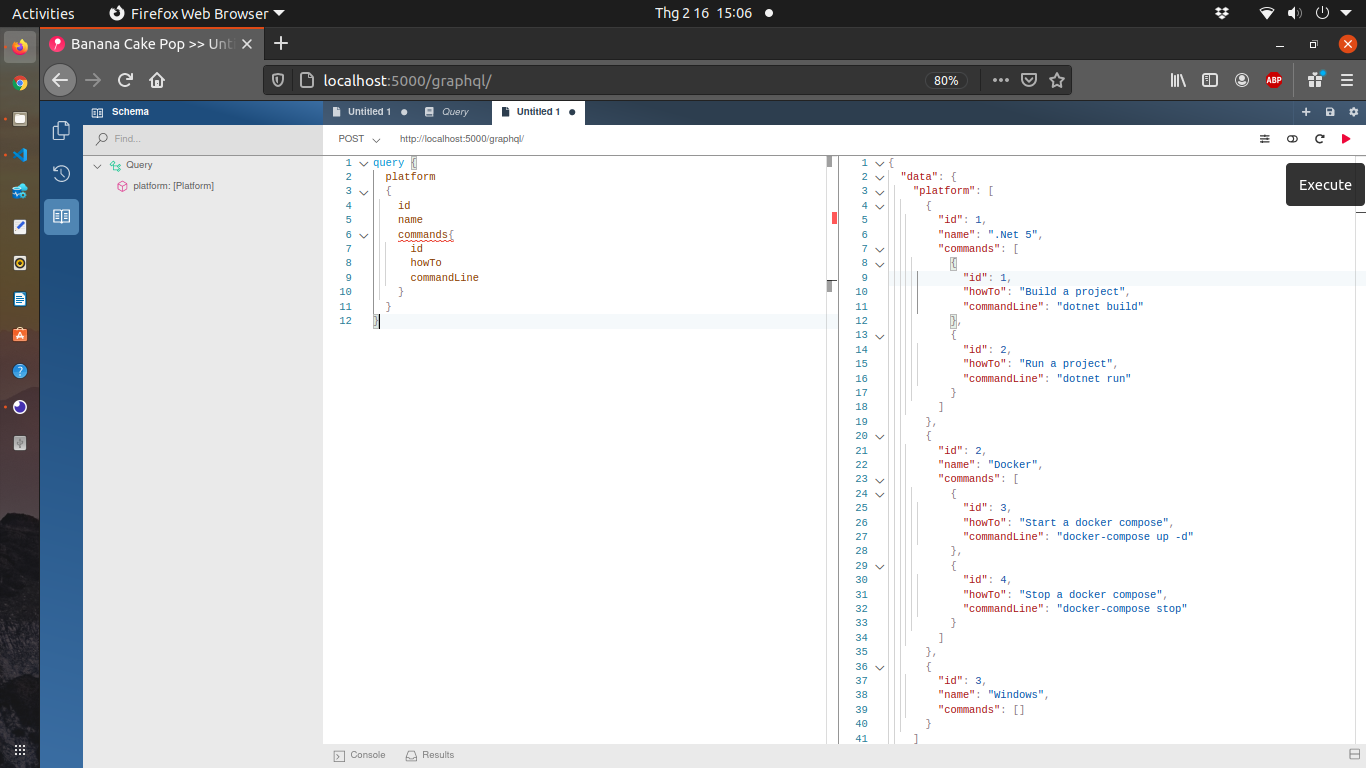 Activities
Firefox Web Browser
Thg 2 16 15:06
Banana Cake Pop >> Unti
localhost:5000/graphql/
80%
ABP
Schema
Untitled 1
Query
Untitled 1
Find...
POST
http://localhost:5000/graphql/
Query
platform: [Platform]
1 query {
2 platform
3 {
4 id
5 name
6 commands{
7 id
8 howTo
9 commandLine
10 }
11 }
12 }
Execute
1 {
2 "data": {
3 "platform": [
4 {
5 "id": 1,
6 "name": ".Net 5",
7 "commands": [
8 {
9 "id": 1,
10 "howTo": "Build a project",
11 "commandLine": "dotnet build"
12 },
13 {
14 "id": 2,
15 "howTo": "Run a project",
16 "commandLine": "dotnet run"
17 }
18 ]
19 },
20 {
21 "id": 2,
22 "name": "Docker",
23 "commands": [
24 {
25 "id": 3,
26 "howTo": "Start a docker compose",
27 "commandLine": "docker-compose up -d"
28 },
29 {
30 "id": 4,
31 "howTo": "Stop a docker compose",
32 "commandLine": "docker-compose stop"
33 }
34 ]
35 },
36 {
37 "id": 3,
38 "name": "Windows",
39 "commands": []
40 }
41 ]
Console
Results